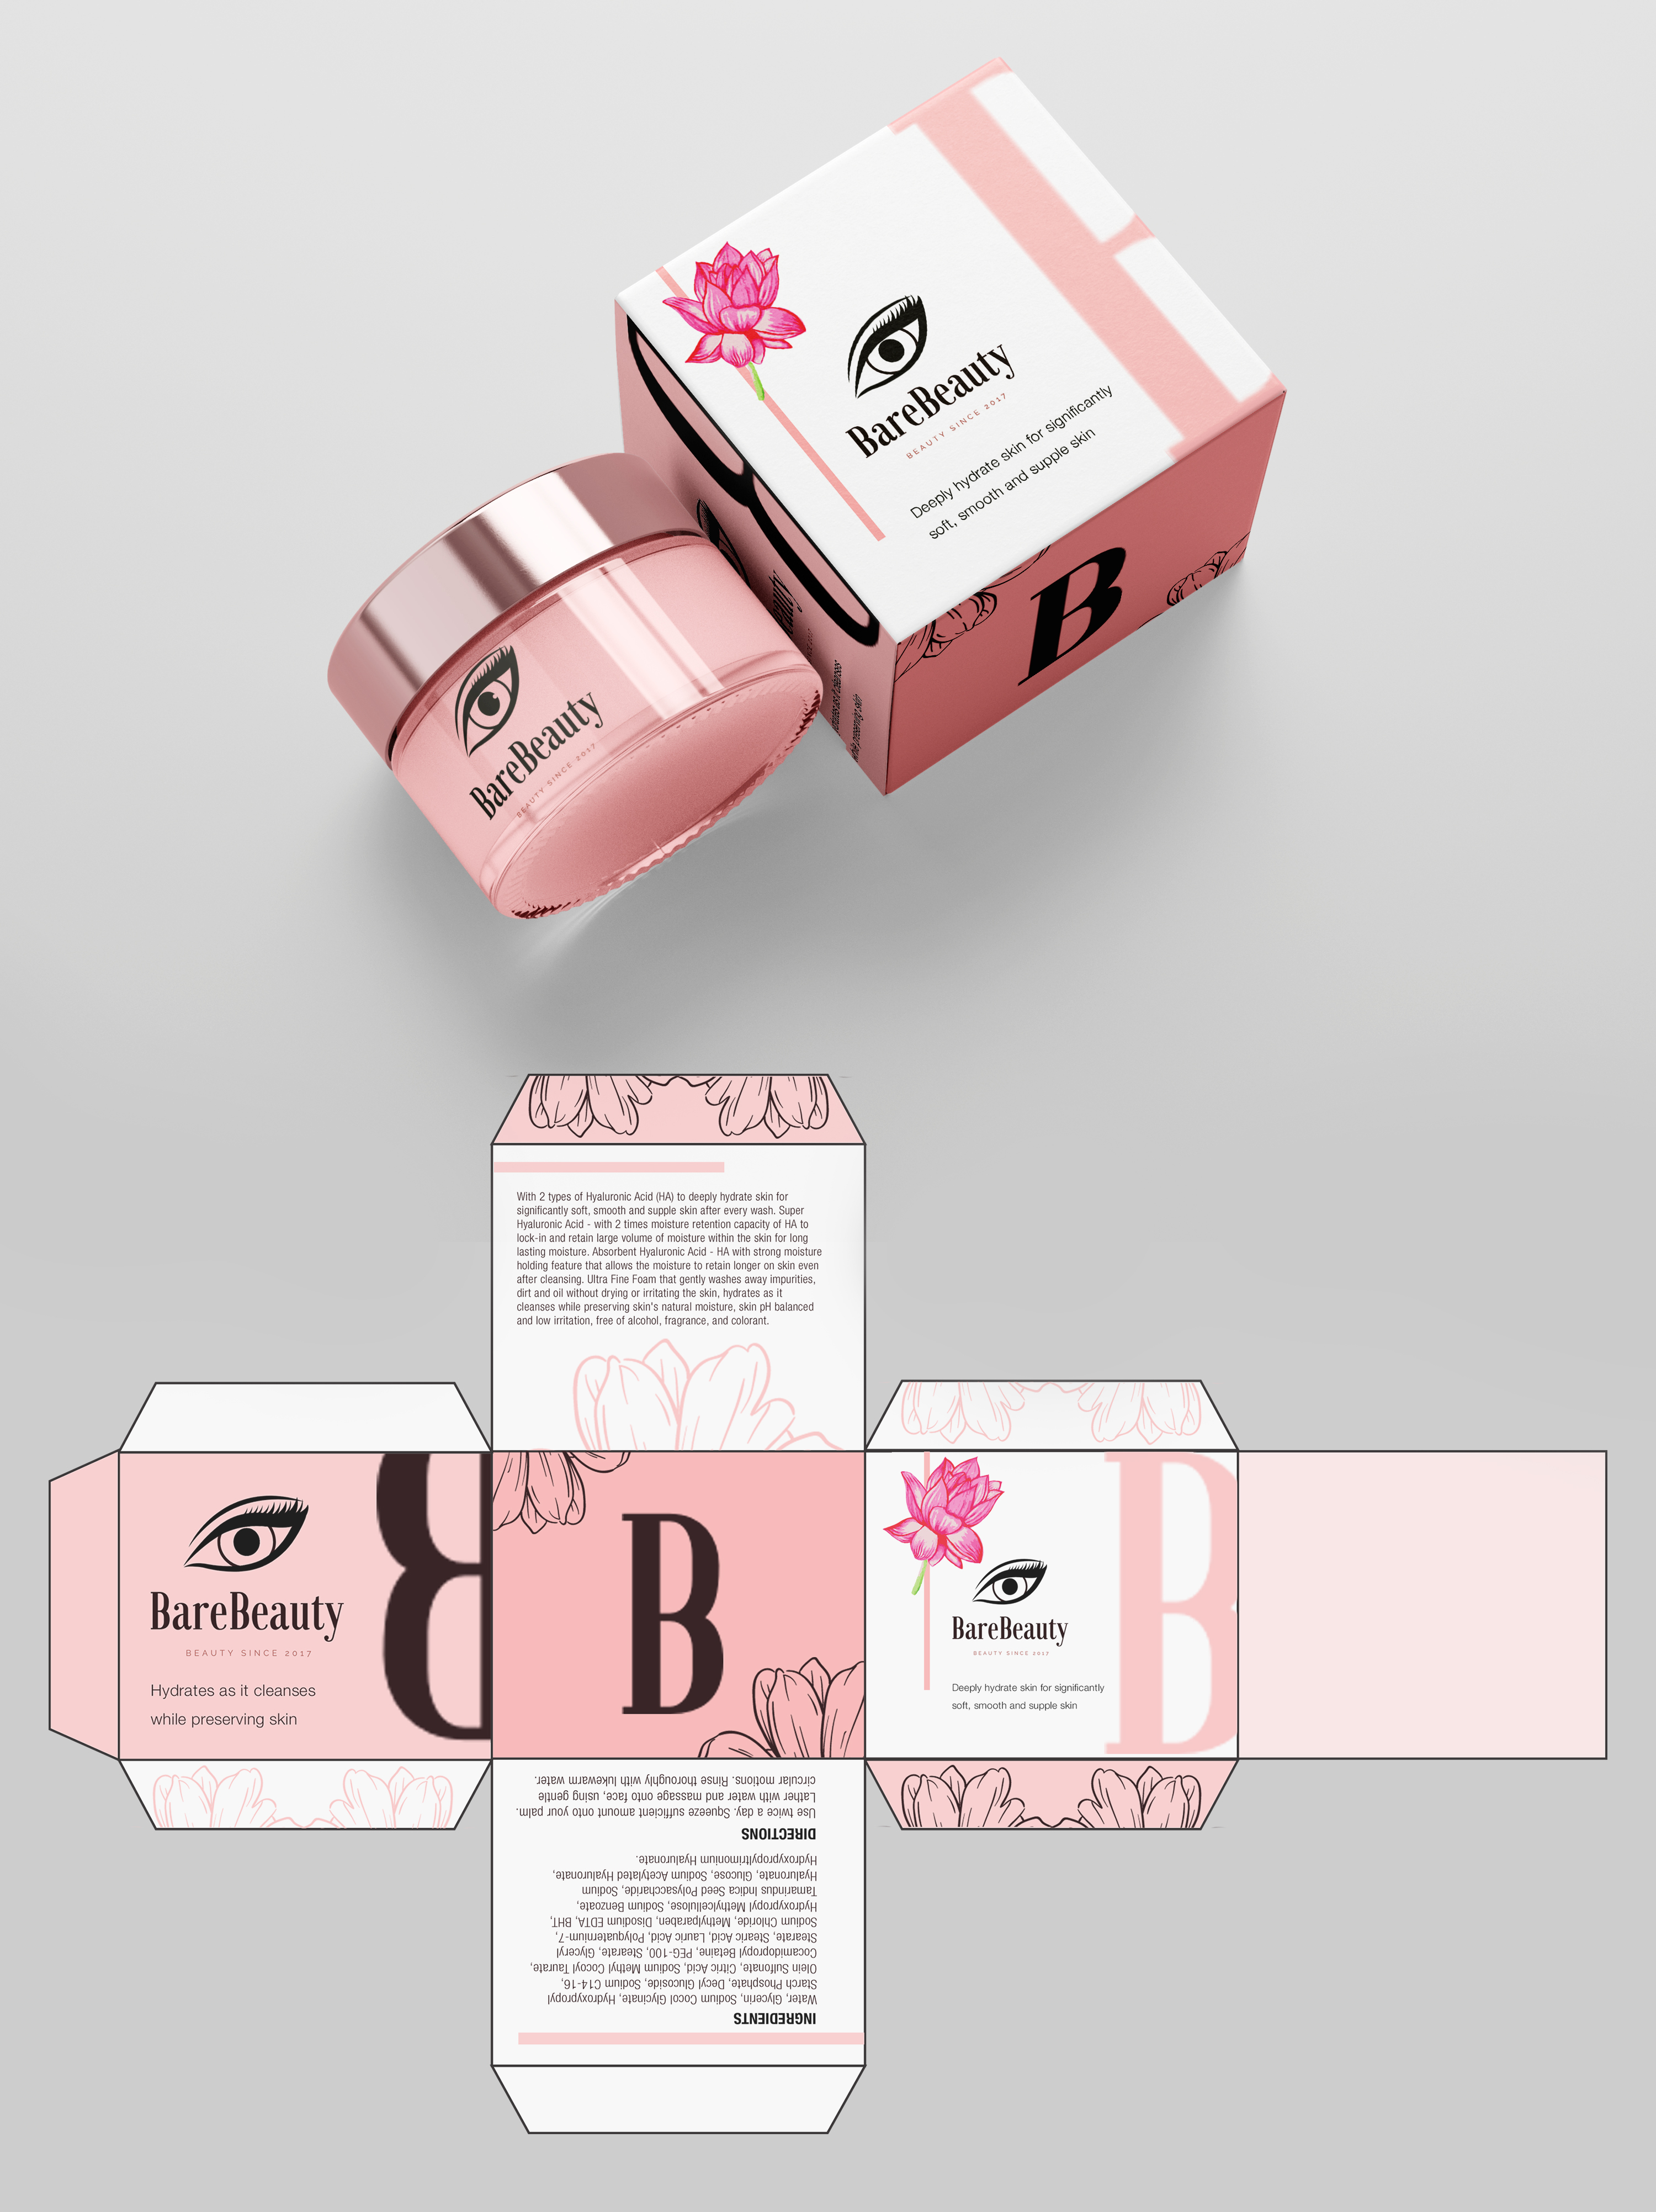 BareBeauty
BEAUTY SINCE 2017
Deeply hydrate skin for significantly
soft, smooth and supple skin
B
BareBeauty
BEAUTY SINCE 2017
With 2 types of Hyaluronic Acid (HA) to deeply hydrate skin for
significantly soft, smooth and supple skin after every wash. Super
Hyaluronic Acid - with 2 times moisture retention capacity of HA to
lock-in and retain large volume of moisture within the skin for long
lasting moisture. Absorbent Hyaluronic Acid - HA with strong moisture
holding feature that allows the moisture to retain longer on skin even
after cleansing. Ultra Fine Foam that gently washes away impurities,
dirt and oil without drying or irritating the skin, hydrates as it
cleanses while preserving skin's natural moisture, skin pH balanced
and low irritation, free of alcohol, fragrance, and colorant.
BareBeauty
BEAUTY SINCE 2017
Hydrates as it cleanses
while preserving skin
B
B
BareBeauty
BEAUTY SINCE 2017
Deeply hydrate skin for significantly
soft, smooth and supple skin
B
INGREDIENTS
Water, Glycerin, Sodium Cocol Glycinate, Hydroxypropyl
Starch Phosphate, Decyl Glucoside, Sodium C14-16,
Olein Sulfonate, Citric Acid, Sodium Methyl Cocoyl Taurate,
Cocamidopropyl Betaine, PEG-100, Stearate, Glyceryl
Stearate, Stearic Acid, Lauric Acid, Polyquaternium-7,
Sodium Chloride, Methylparaben, Disodium EDTA, BHT,
Hydroxypropyl Methylcellulose, Sodium Benzoate,
Tamarindus Indica Seed Polysaccharide, Sodium
Hyaluronate, Glucose, Sodium Acetylated Hyaluronate,
Hydroxypropyltrimonium Hyaluronate.
DIRECTIONS
Use twice a day. Squeeze sufficient amount onto your palm.
Lather with water and massage onto face, using gentle
circular motions. Rinse thoroughly with lukewarm water.